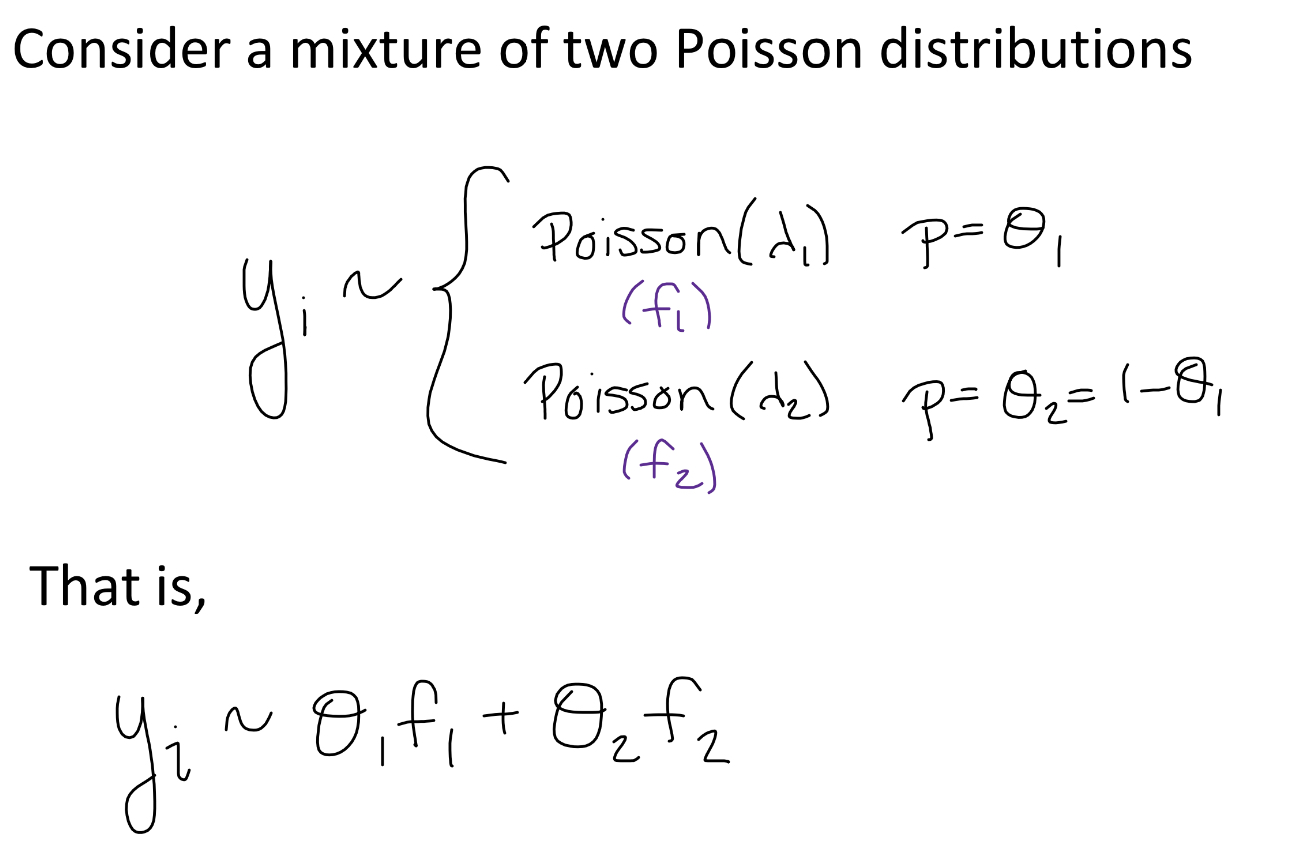 Consider a mixture of two Poisson distributions
Poisson(λ₁) p=θ₁
yᵢ ~ {
(f₁)
Poisson(λ₂) p=θ₂=1-θ₁
(f₂)
That is,
yᵢ ~ θ₁f₁ + θ₂f₂